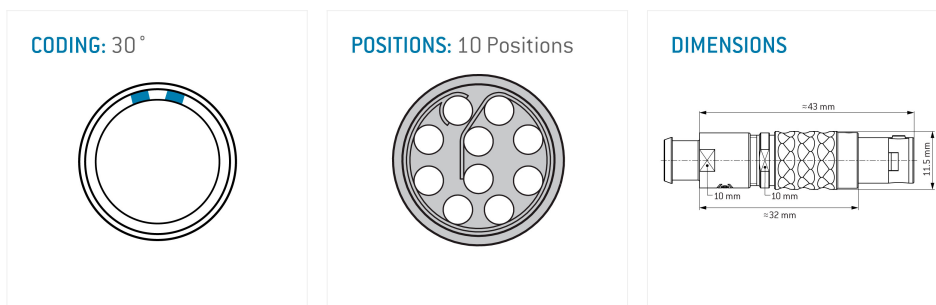 CODING: 30°
POSITIONS: 10 Positions
DIMENSIONS
≈43 mm
11.5 mm
10 mm
10 mm
≈32 mm